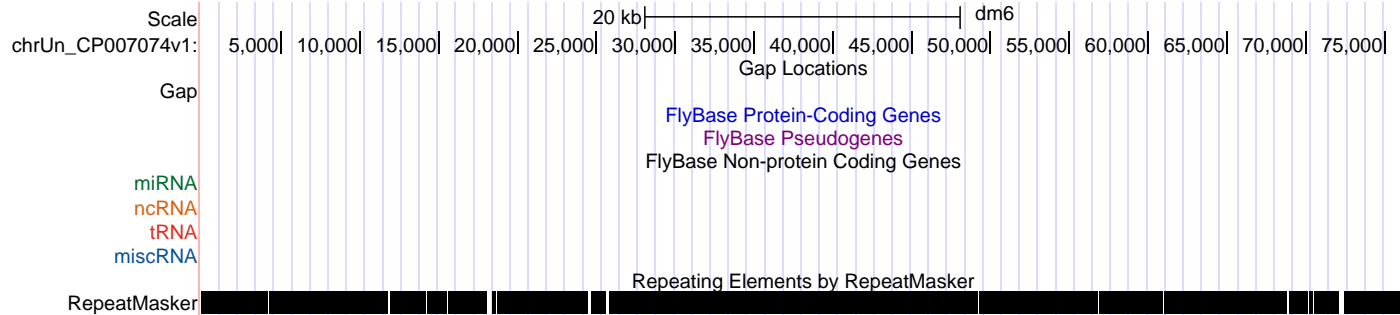 Scale 20 kb dm6
chrUn_CP007074v1: 5,000 10,000 15,000 20,000 25,000 30,000 35,000 40,000 45,000 50,000 55,000 60,000 65,000 70,000 75,000
Gap Locations
Gap
FlyBase Protein-Coding Genes
FlyBase Pseudogenes
FlyBase Non-protein Coding Genes
miRNA
ncRNA
tRNA
miscRNA
Repeating Elements by RepeatMasker
RepeatMasker